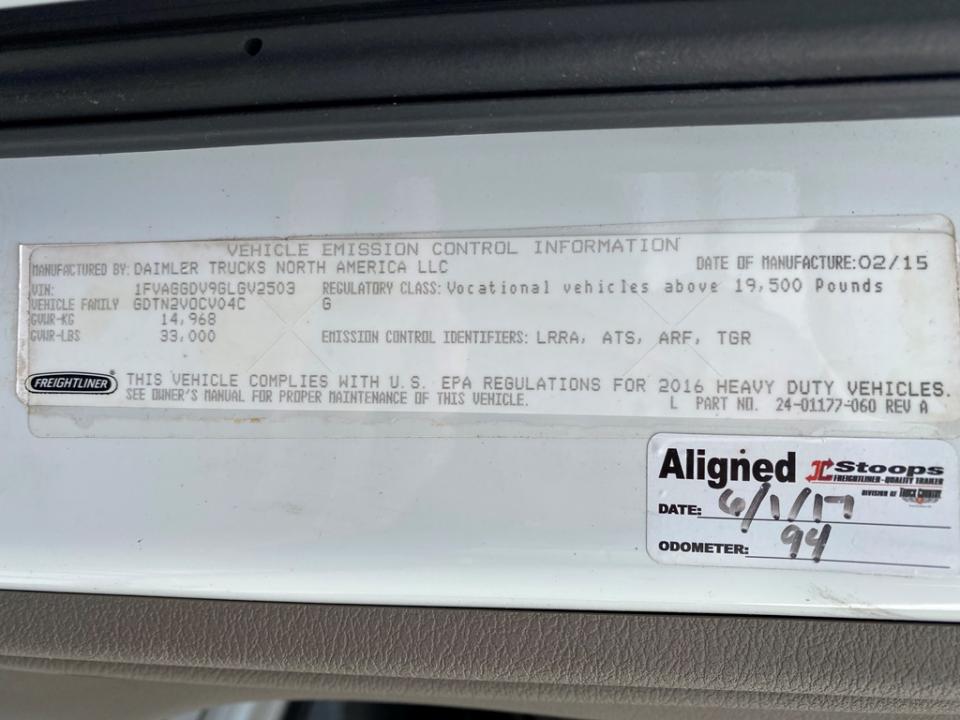 VEHICLE EMISSION CONTROL INFORMATION
MANUFACTURED BY: DAIMLER TRUCKS NORTH AMERICA LLC DATE OF MANUFACTURE: 02/15
VIN: 1FVAGGDV9GLGV2503 REGULATORY CLASS: Vocational vehicles above 19,500 Pounds
VEHICLE FAMILY GDTN2VOCV04C G
GVWR-KG 14,968
GVWR-LBS 33,000 EMISSION CONTROL IDENTIFIERS: LRRA, ATS, ARF, TGR
FREIGHTLINER ® THIS VEHICLE COMPLIES WITH U.S. EPA REGULATIONS FOR 2016 HEAVY DUTY VEHICLES.
SEE OWNER'S MANUAL FOR PROPER MAINTENANCE OF THIS VEHICLE. L PART NO. 24-01177-060 REV A
Aligned Stoops
FREIGHTLINER-QUALITY TRAILER
DIVISION OF TRUCK COUNTRY
DATE: 6/1/17
ODOMETER: 94